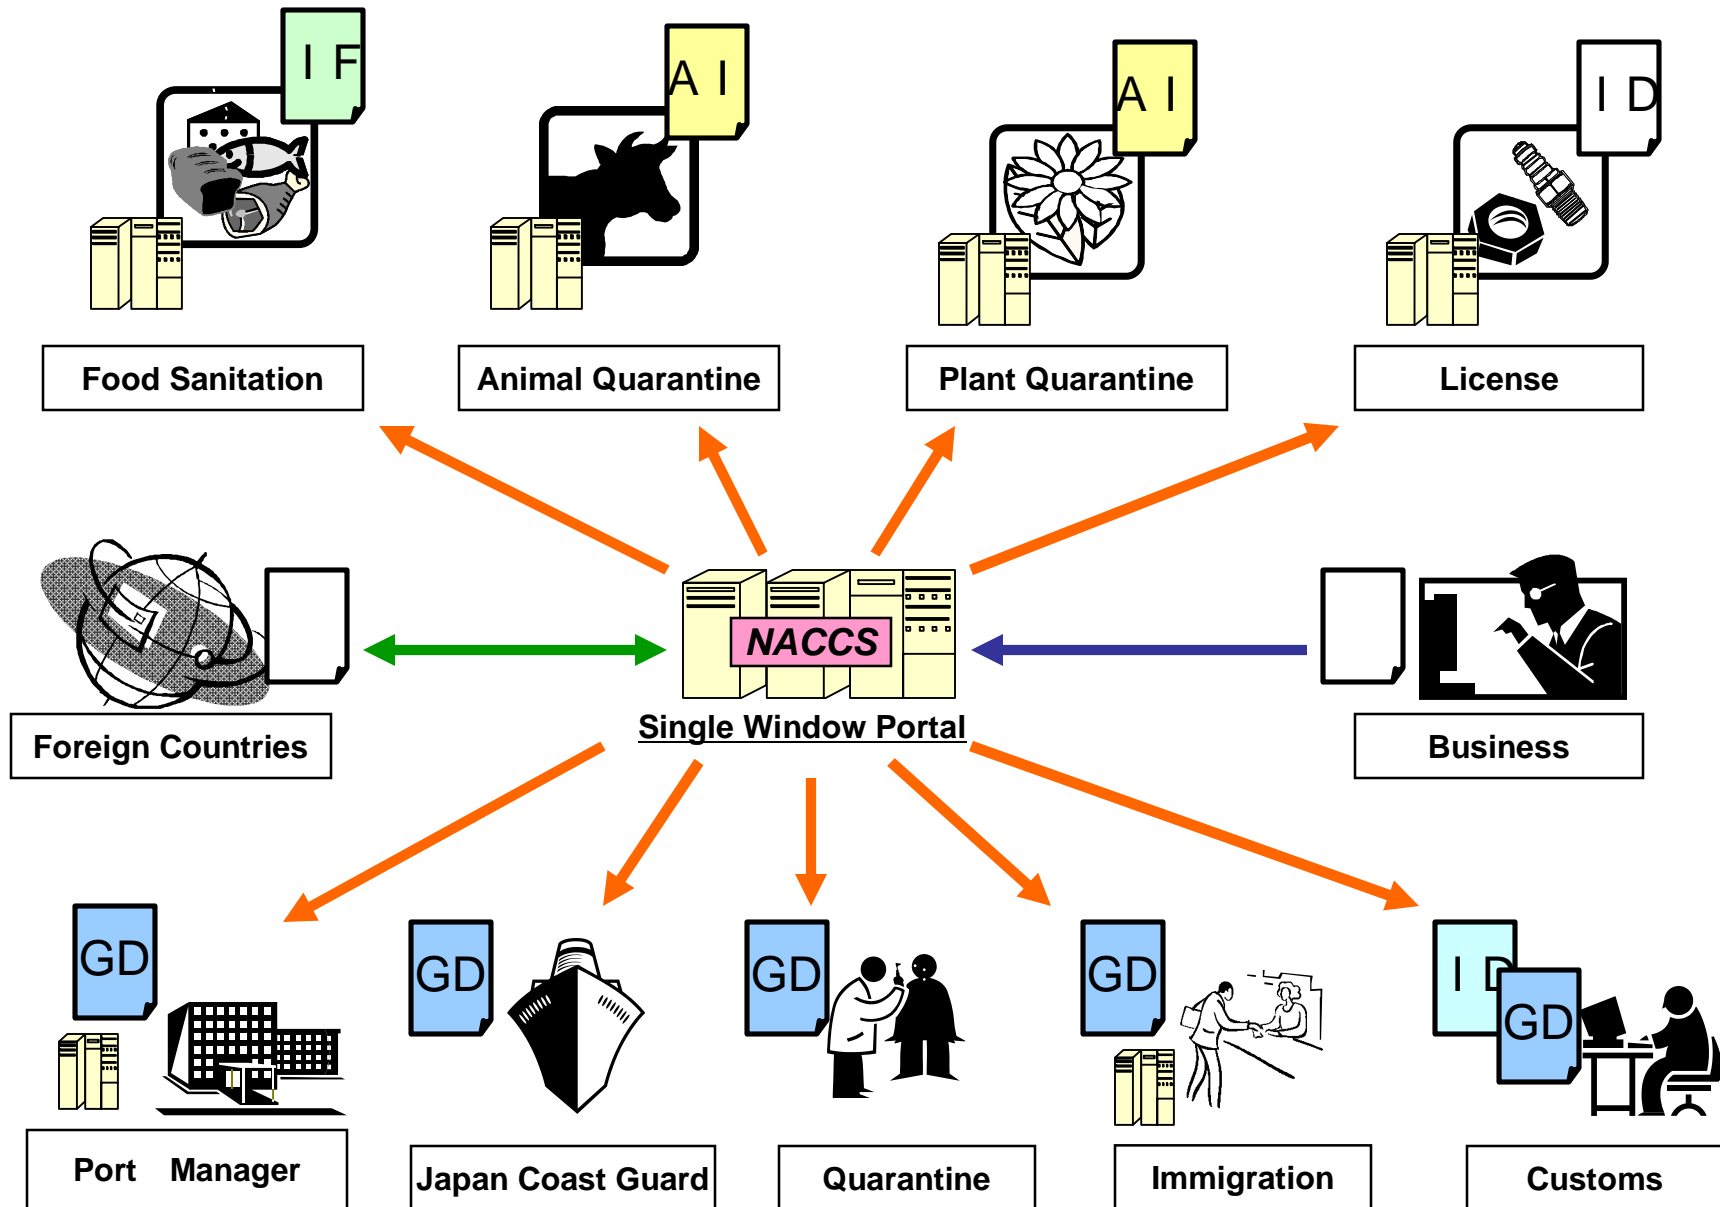 I F
A I
A I
I D
Food Sanitation
Animal Quarantine
Plant Quarantine
License
NACCS
Single Window Portal
Foreign Countries
Business
GD
GD
GD
GD
I D
GD
Port Manager
Japan Coast Guard
Quarantine
Immigration
Customs